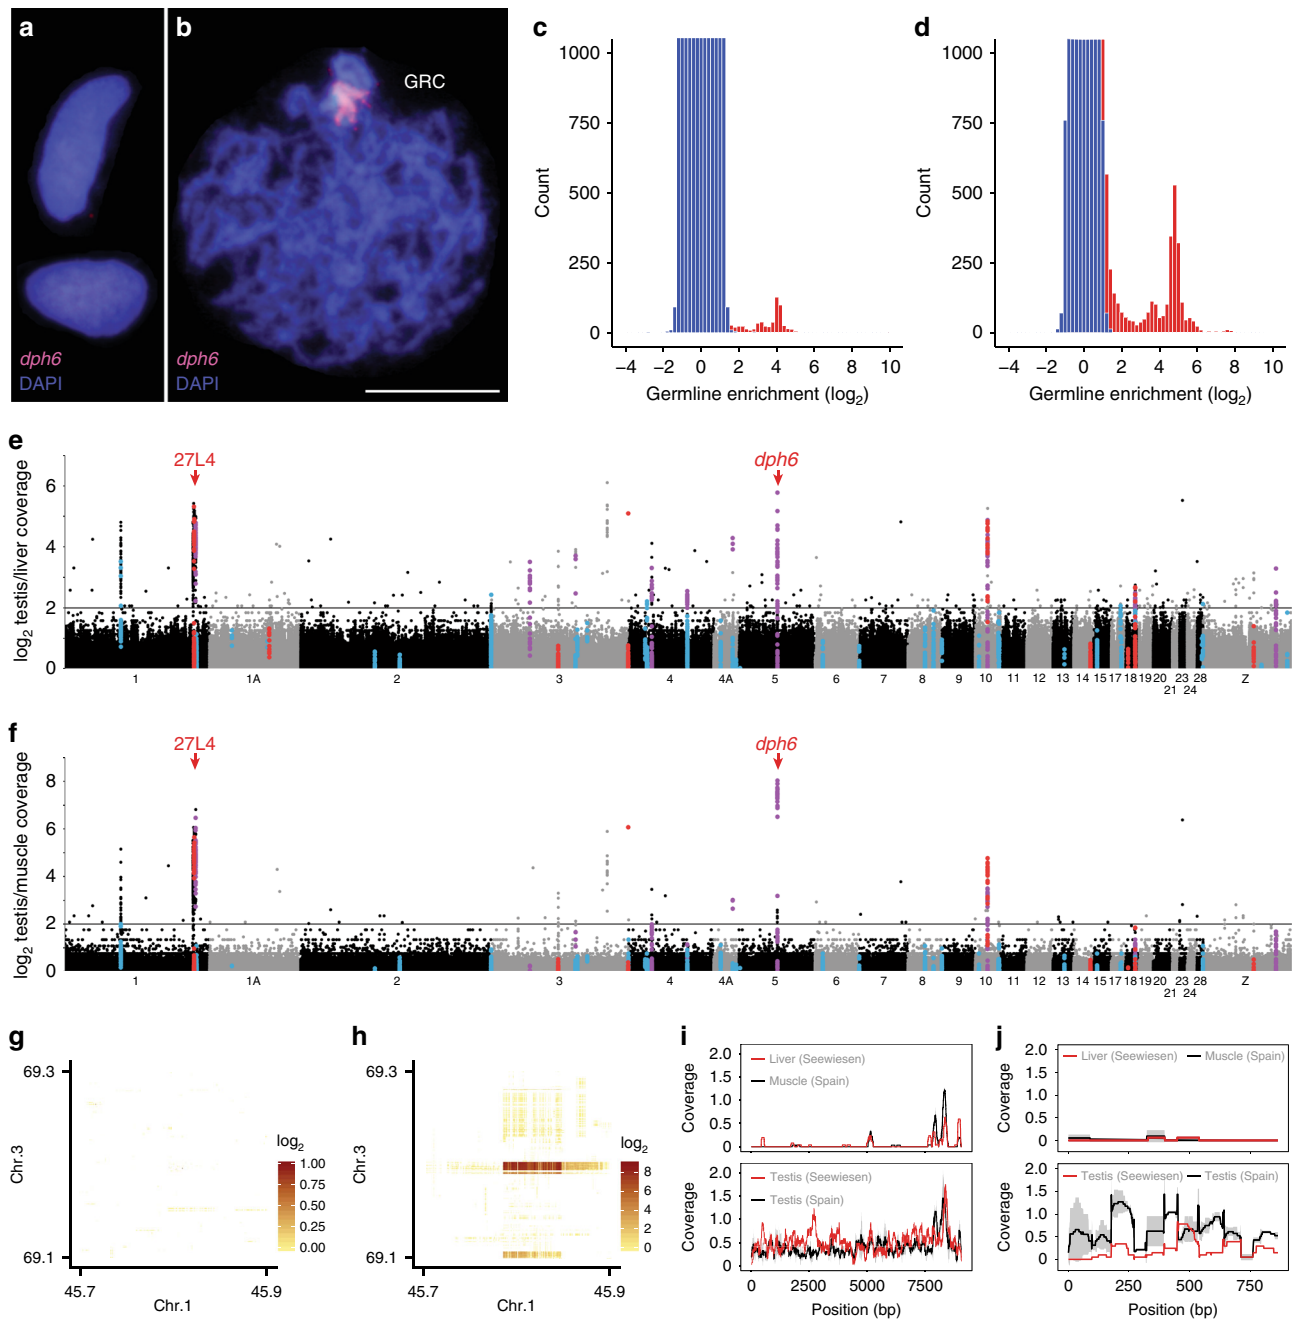 a
b
GRC
dph6
DAPI
dph6
DAPI
c
1000
750
500
250
0
Count
−4 −2 0 2 4 6 8 10
Germline enrichment (log2)
d
1000
750
500
250
0
Count
−4 −2 0 2 4 6 8 10
Germline enrichment (log2)
e
27L4
dph6
log2 testis/liver coverage
6
4
2
0
1 1A 2 3 4 4A 5 6 7 8 9 10 11 12 13 14 15 17 18 19 20 23 28 Z
21 24
f
27L4
dph6
log2 testis/muscle coverage
8
6
4
2
0
1 1A 2 3 4 4A 5 6 7 8 9 10 11 12 13 14 15 17 18 19 20 23 28 Z
21 24
g
69.3
Chr.3
69.1
45.7 45.9
Chr.1
log2
1.00
0.75
0.50
0.25
0.00
h
69.3
Chr.3
69.1
45.7 45.9
Chr.1
log2
8
6
4
2
0
i
Coverage
2.0
1.5
1.0
0.5
0
Liver (Seewiesen)
Muscle (Spain)
Coverage
2.0
1.5
1.0
0.5
0
Testis (Seewiesen)
Testis (Spain)
0 2500 5000 7500
Position (bp)
j
Coverage
2.0
1.5
1.0
0.5
0
Liver (Seewiesen) Muscle (Spain)
Coverage
2.0
1.5
1.0
0.5
0
Testis (Seewiesen) Testis (Spain)
0 250 500 750
Position (bp)